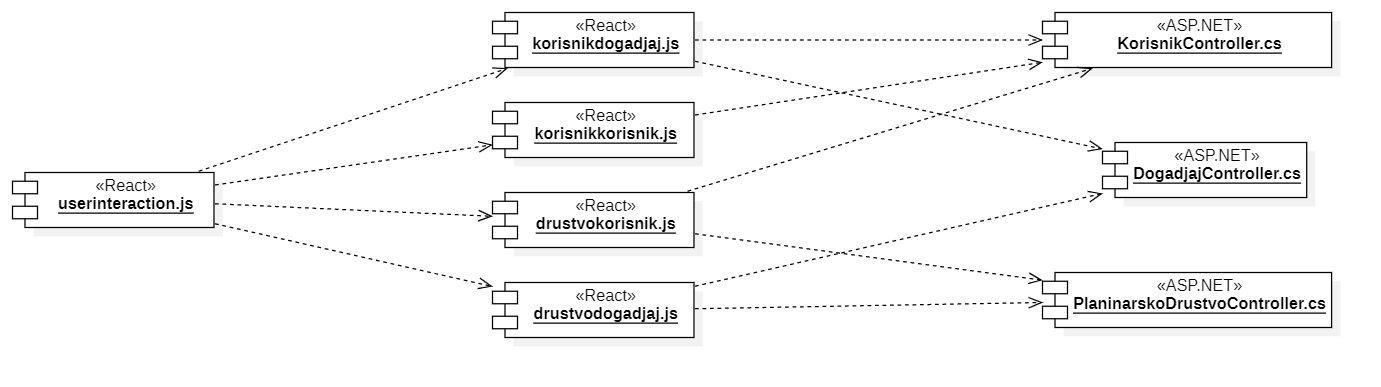 «React»
userinteraction.js
«React»
korisnikdogadjaj.js
«React»
korisnikkorisnik.js
«React»
drustvokorisnik.js
«React»
drustvodogadjaj.js
«ASP.NET»
KorisnikController.cs
«ASP.NET»
DogadjajController.cs
«ASP.NET»
PlaninarskoDrustvoController.cs